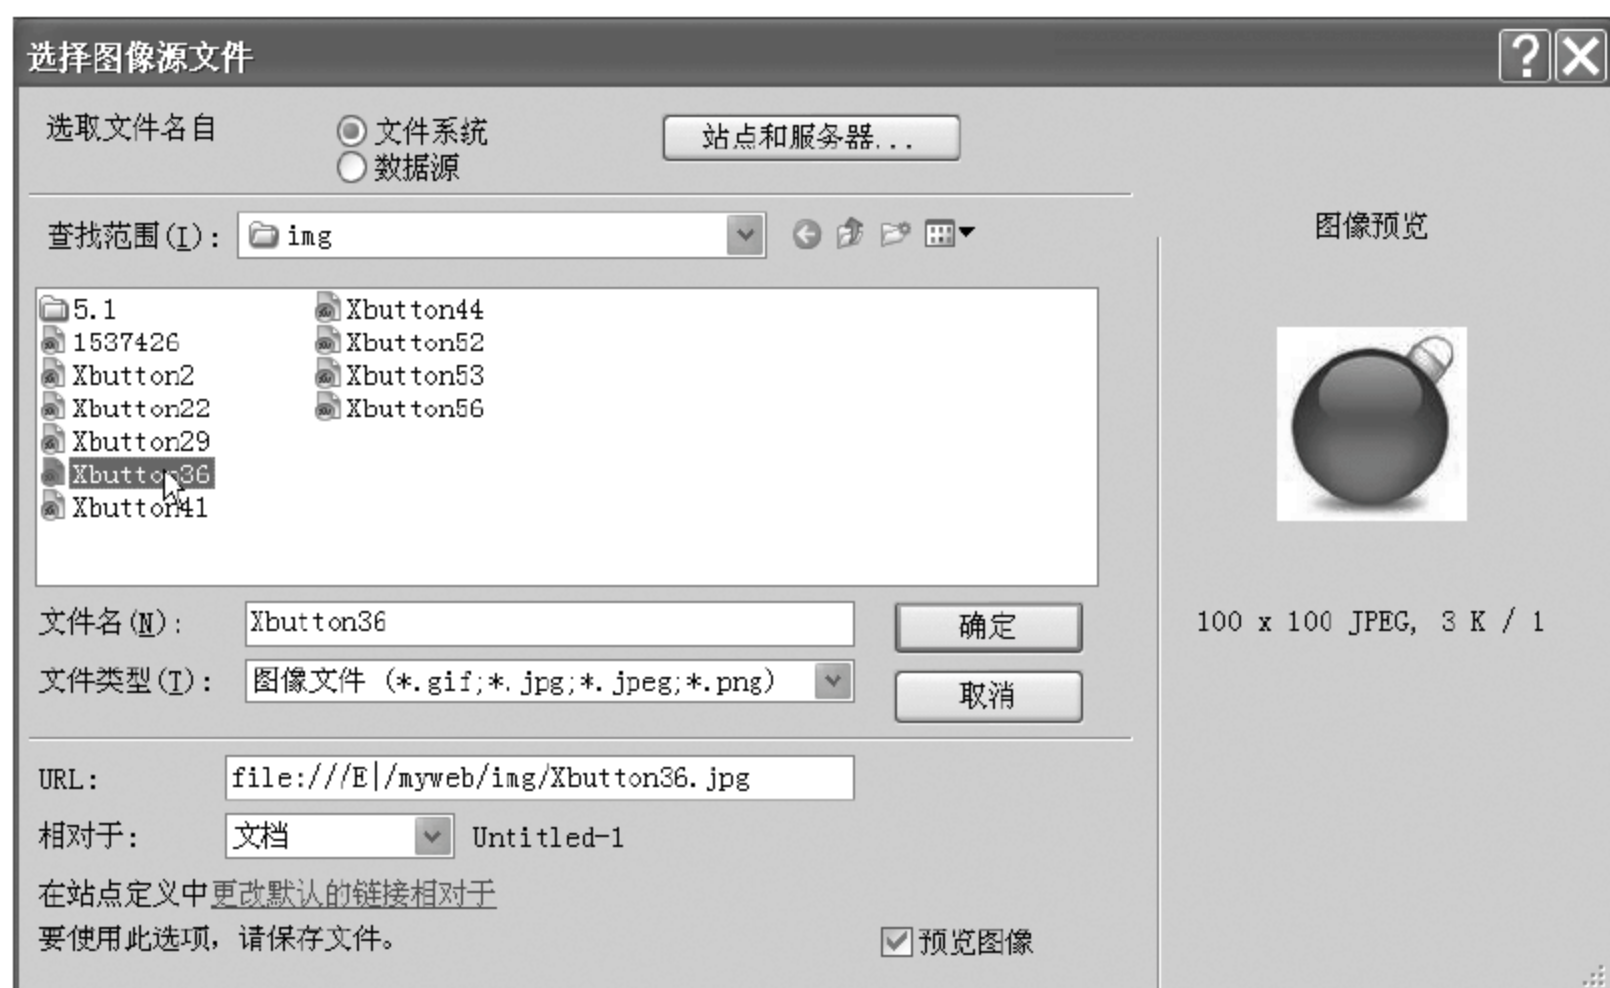 选择图像源文件
选取文件名自
文件系统
数据源
站点和服务器...
查找范围(I):
img
5.1
1537426
Xbutton2
Xbutton22
Xbutton29
Xbutton36
Xbutton41
Xbutton44
Xbutton52
Xbutton53
Xbutton56
文件名(N):
Xbutton36
确定
文件类型(T):
图像文件 (*.gif;*.jpg;*.jpeg;*.png)
取消
URL:
file:///E|/myweb/img/Xbutton36.jpg
相对于:
文档
Untitled-1
在站点定义中更改默认的链接相对于
要使用此选项，请保存文件。
预览图像
图像预览
100 x 100 JPEG, 3 K / 1